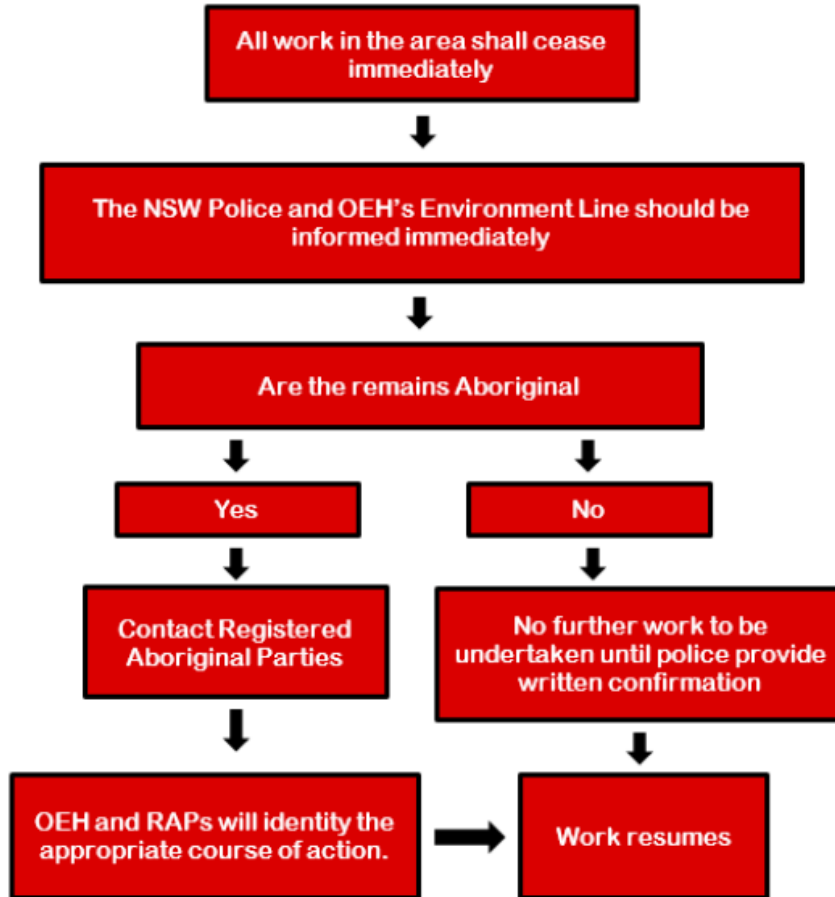 All work in the area shall cease
immediately
The NSW Police and OEH's Environment Line should be
informed immediately
Are the remains Aboriginal
Yes
No
Contact Registered
Aboriginal Parties
No further work to be
undertaken until police provide
written confirmation
OEH and RAPs will identity the
appropriate course of action.
Work resumes